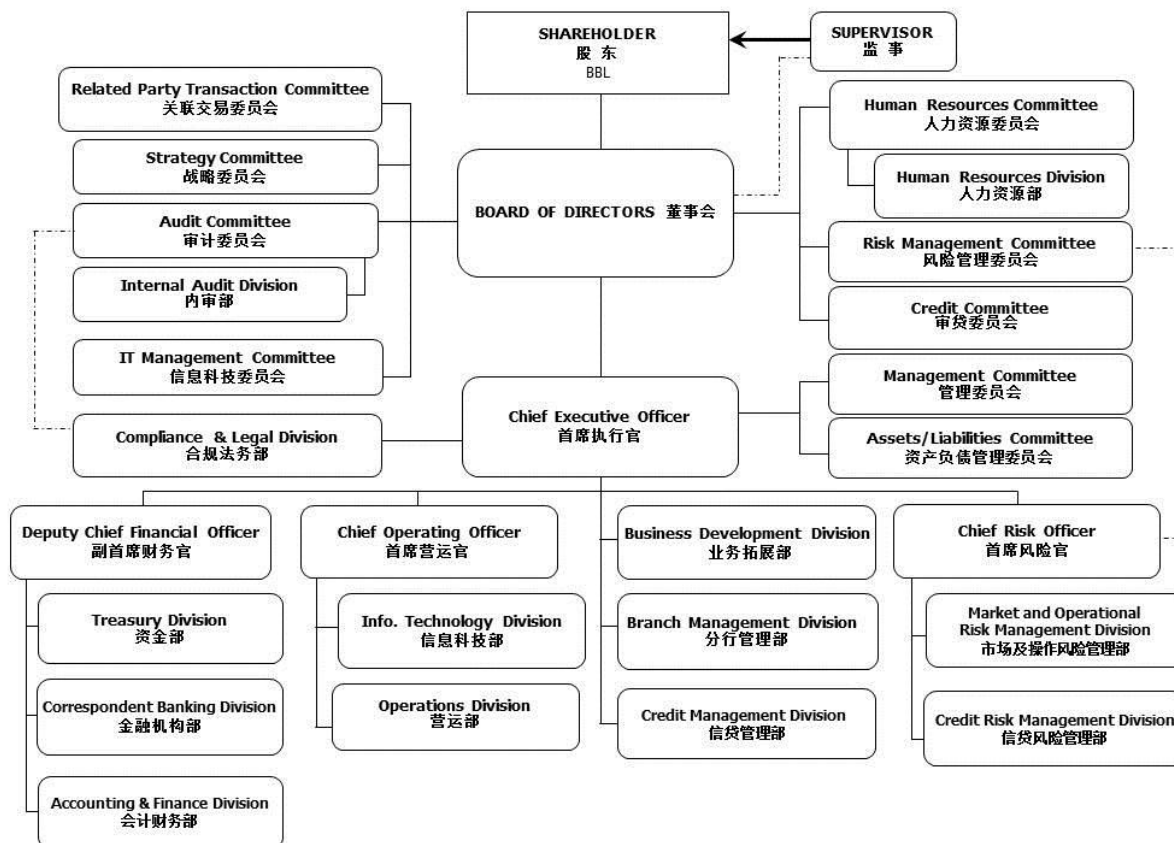 SHAREHOLDER
股 东
BBL
SUPERVISOR
监 事
Related Party Transaction Committee
关联交易委员会
Strategy Committee
战略委员会
Audit Committee
审计委员会
Internal Audit Division
内审部
IT Management Committee
信息科技委员会
Compliance & Legal Division
合规法务部
BOARD OF DIRECTORS 董事会
Human Resources Committee
人力资源委员会
Human Resources Division
人力资源部
Risk Management Committee
风险管理委员会
Credit Committee
审贷委员会
Chief Executive Officer
首席执行官
Management Committee
管理委员会
Assets/Liabilities Committee
资产负债管理委员会
Deputy Chief Financial Officer
副首席财务官
Treasury Division
资金部
Correspondent Banking Division
金融机构部
Accounting & Finance Division
会计财务部
Chief Operating Officer
首席营运官
Info. Technology Division
信息科技部
Operations Division
营运部
Business Development Division
业务拓展部
Branch Management Division
分行管理部
Credit Management Division
信贷管理部
Chief Risk Officer
首席风险官
Market and Operational
Risk Management Division
市场及操作风险管理部
Credit Risk Management Division
信贷风险管理部